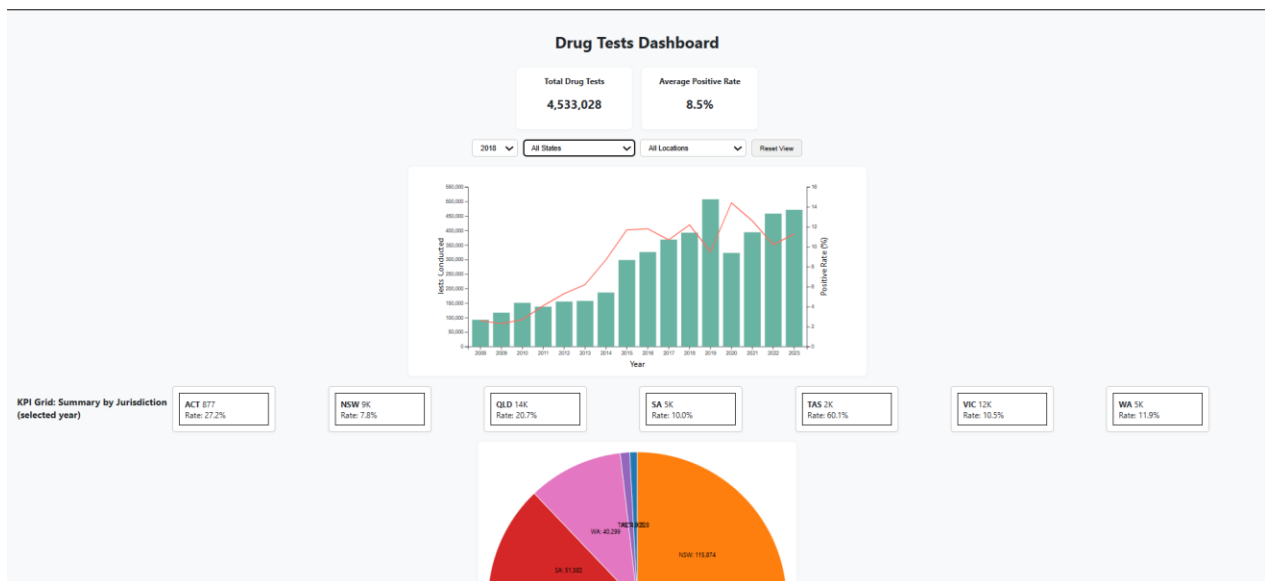 Drug Tests Dashboard
Total Drug Tests
Average Positive Rate
4,533,028
8.5%
2018
All States
All Locations
Reset View
550,000
500,000
450,000
400,000
350,000
300,000
250,000
200,000
150,000
100,000
50,000
0
Tests Conducted
16
14
12
10
8
6
4
2
0
Positive Rate (%)
2008 2009 2010 2011 2012 2013 2014 2015 2016 2017 2018 2019 2020 2021 2022 2023
Year
KPI Grid: Summary by Jurisdiction
(selected year)
ACT 877
Rate: 27.2%
NSW 9K
Rate: 7.8%
QLD 14K
Rate: 20.7%
SA 5K
Rate: 10.0%
TAS 2K
Rate: 60.1%
VIC 12K
Rate: 10.5%
WA 5K
Rate: 11.9%
WA: 40,299
NSW: 115,874